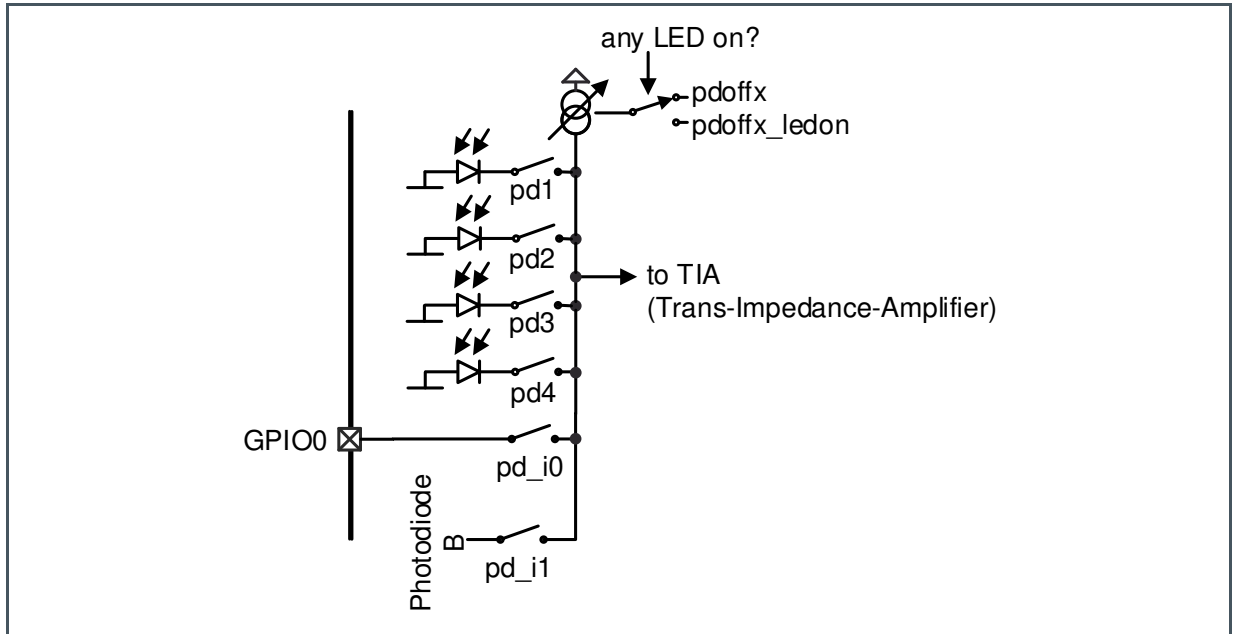 any LED on?
pdoffx
pdoffx_ledon
pd1
pd2
to TIA
(Trans-Impedance-Amplifier)
pd3
pd4
GPIO0
pd_i0
Photodiode
B
pd_i1